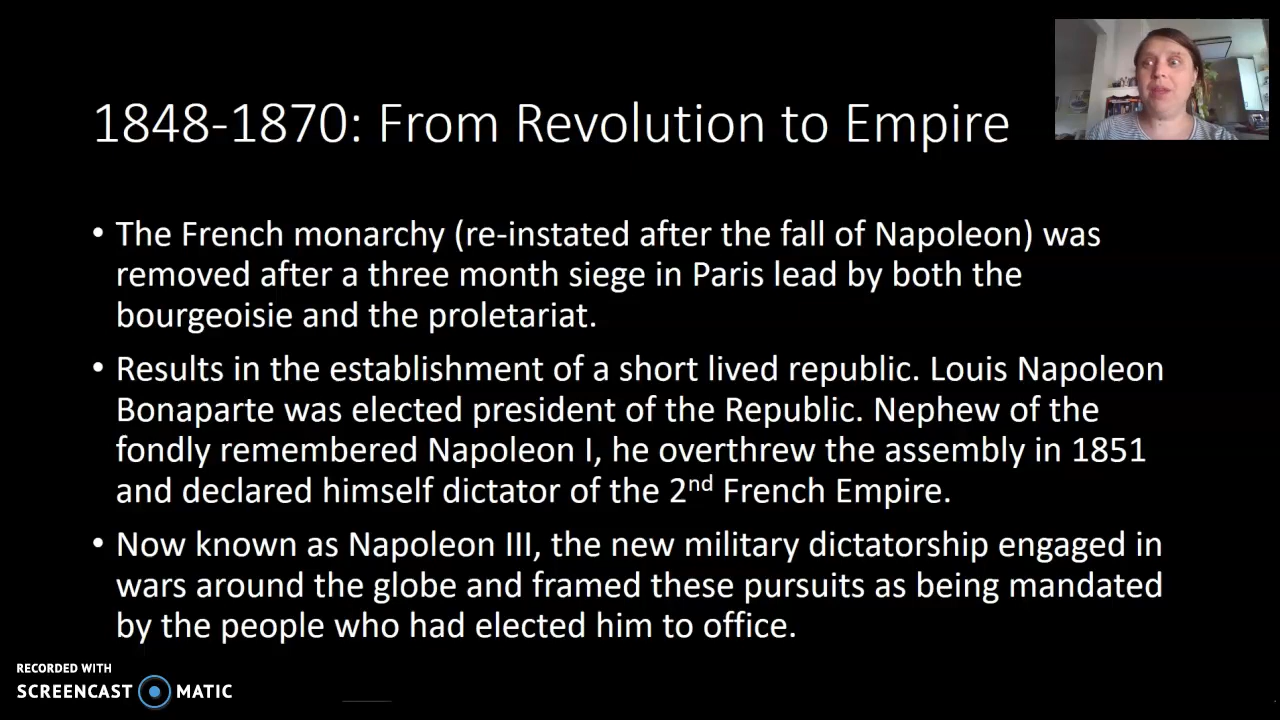 1848-1870: From Revolution to Empire
• The French monarchy (re-instated after the fall of Napoleon) was
removed after a three month siege in Paris lead by both the
bourgeoisie and the proletariat.
• Results in the establishment of a short lived republic. Louis Napoleon
Bonaparte was elected president of the Republic. Nephew of the
fondly remembered Napoleon I, he overthrew the assembly in 1851
and declared himself dictator of the 2nd French Empire.
• Now known as Napoleon III, the new military dictatorship engaged in
wars around the globe and framed these pursuits as being mandated
by the people who had elected him to office.
RECORDED WITH
SCREENCAST MATIC